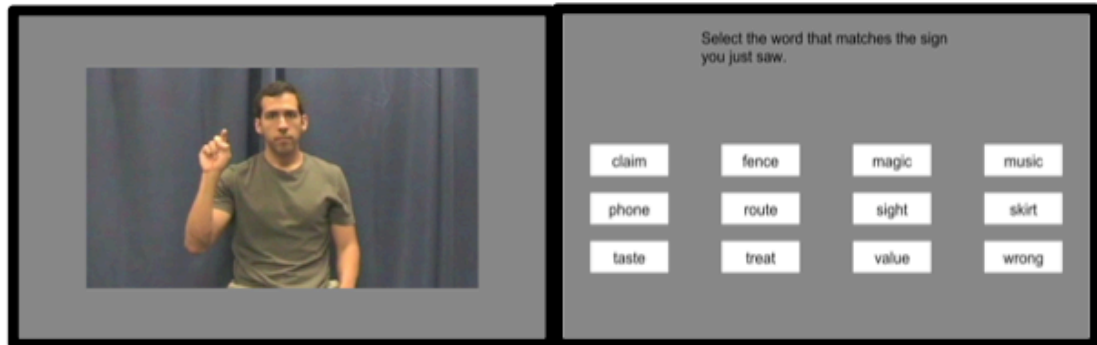 Select the word that matches the sign
you just saw.
claim fence magic music
phone route sight skirt
taste treat value wrong